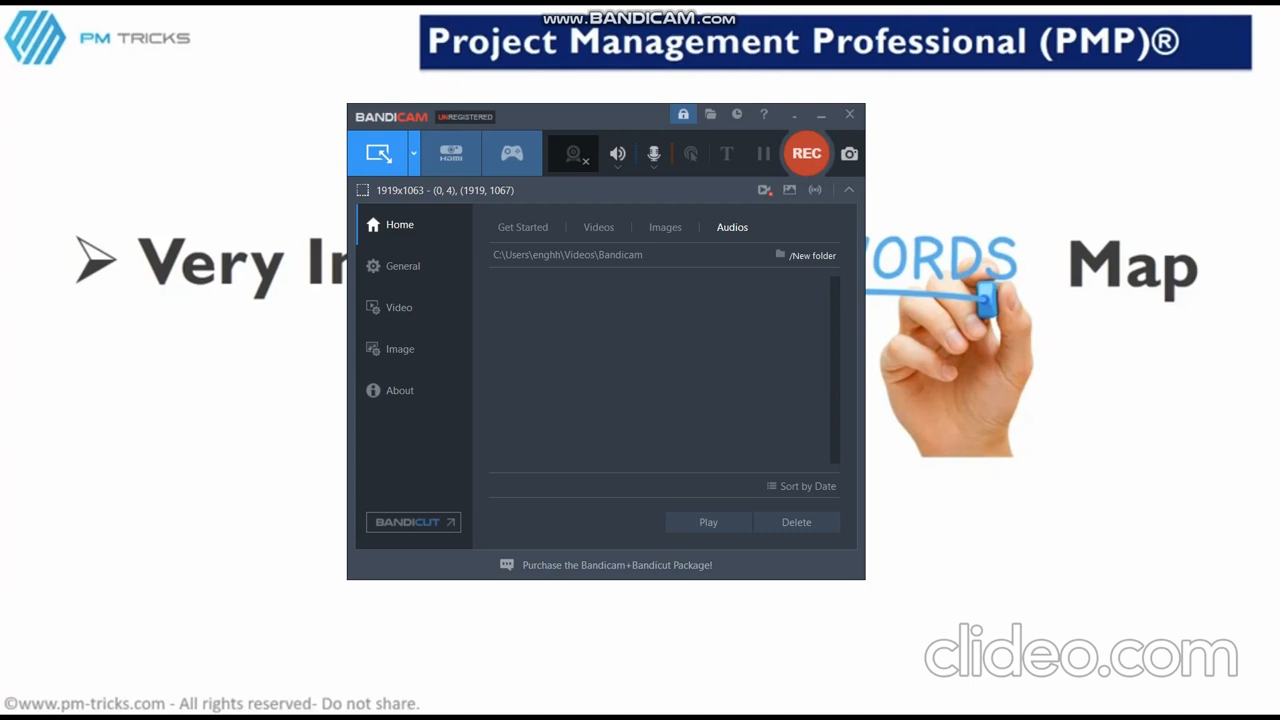 www.BANDICAM.com
PM TRICKS
Project Management Professional (PMP)®
BANDICAM UNREGISTERED
HDMI
REC
1919x1063 - (0, 4), (1919, 1067)
Home
Get Started
Videos
Images
Audios
General
C:\Users\enghh\Videos\Bandicam
/New folder
Very
Map
Video
Image
About
Sort by Date
BANDICUT
Play
Delete
Purchase the Bandicam+Bandicut Package!
clideo.com
©www.pm-tricks.com - All rights reserved- Do not share.